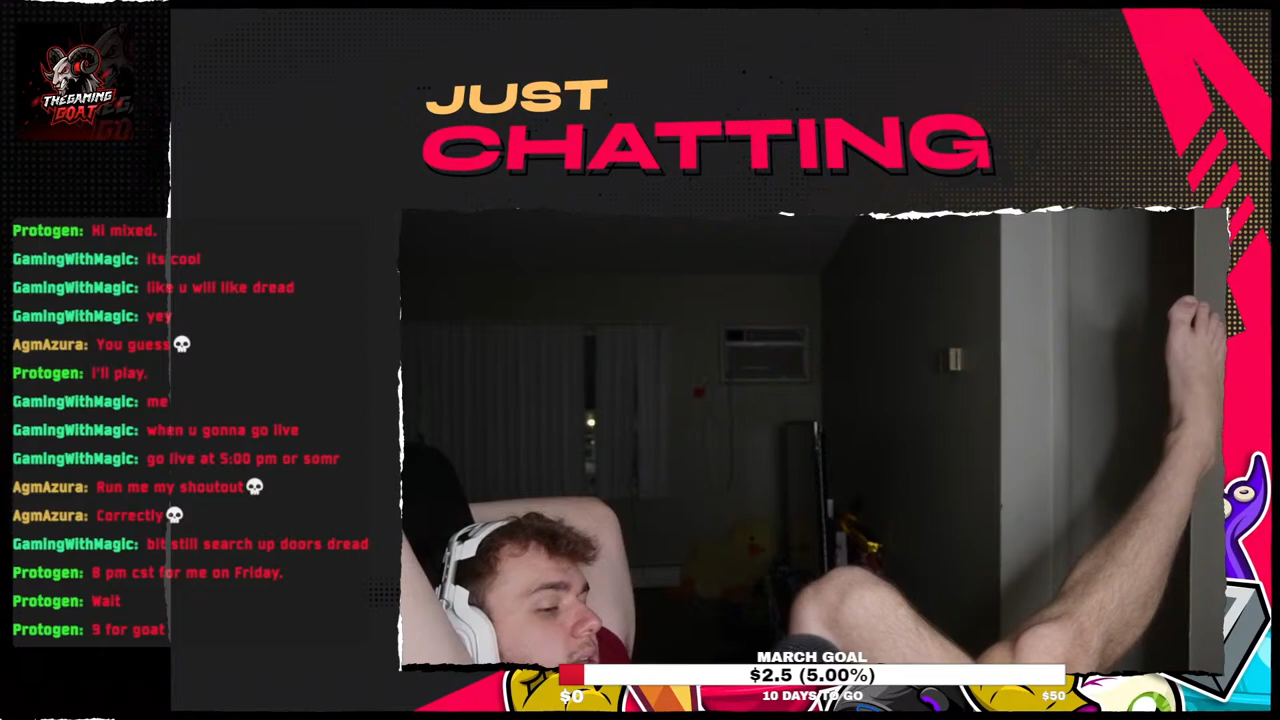 THEGAMING
GOAT
JUST
CHATTING
Protogen: Hi mixed.
GamingWithMagic: its cool
GamingWithMagic: like u will like dread
GamingWithMagic: yey
AgmAzura: You guess💀
Protogen: I'll play.
GamingWithMagic: me
GamingWithMagic: when u gonna go live
GamingWithMagic: go live at 5:00 pm or somr
AgmAzura: Run me my shoutout💀
AgmAzura: Correctly💀
GamingWithMagic: bit still search up doors dread
Protogen: 8 pm cst for me on Friday.
Protogen: Wait
Protogen: 9 for goat
MARCH GOAL
$2.5 (5.00%)
$0 10 DAYS TO GO $50